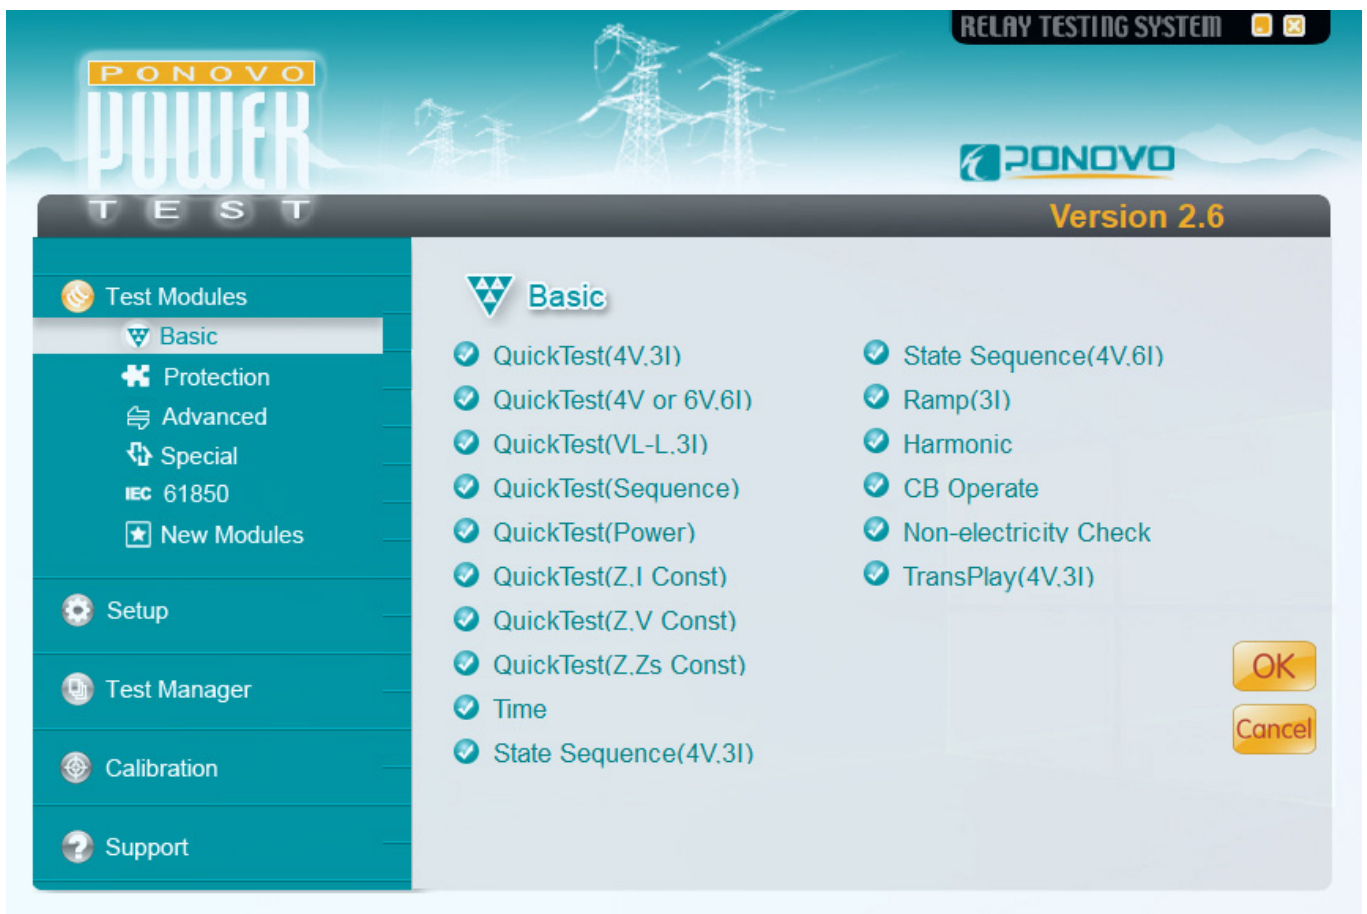 RELAY TESTING SYSTEM
PONOVO
POWER
TEST
PONOVO
Version 2.6
Test Modules
Basic
Protection
Advanced
Special
IEC 61850
New Modules
Setup
Test Manager
Calibration
Support
Basic
QuickTest(4V,3I)
QuickTest(4V or 6V,6I)
QuickTest(VL-L,3I)
QuickTest(Sequence)
QuickTest(Power)
QuickTest(Z,I Const)
QuickTest(Z,V Const)
QuickTest(Z,Zs Const)
Time
State Sequence(4V,3I)
State Sequence(4V,6I)
Ramp(3I)
Harmonic
CB Operate
Non-electricity Check
TransPlay(4V,3I)
OK
Cancel